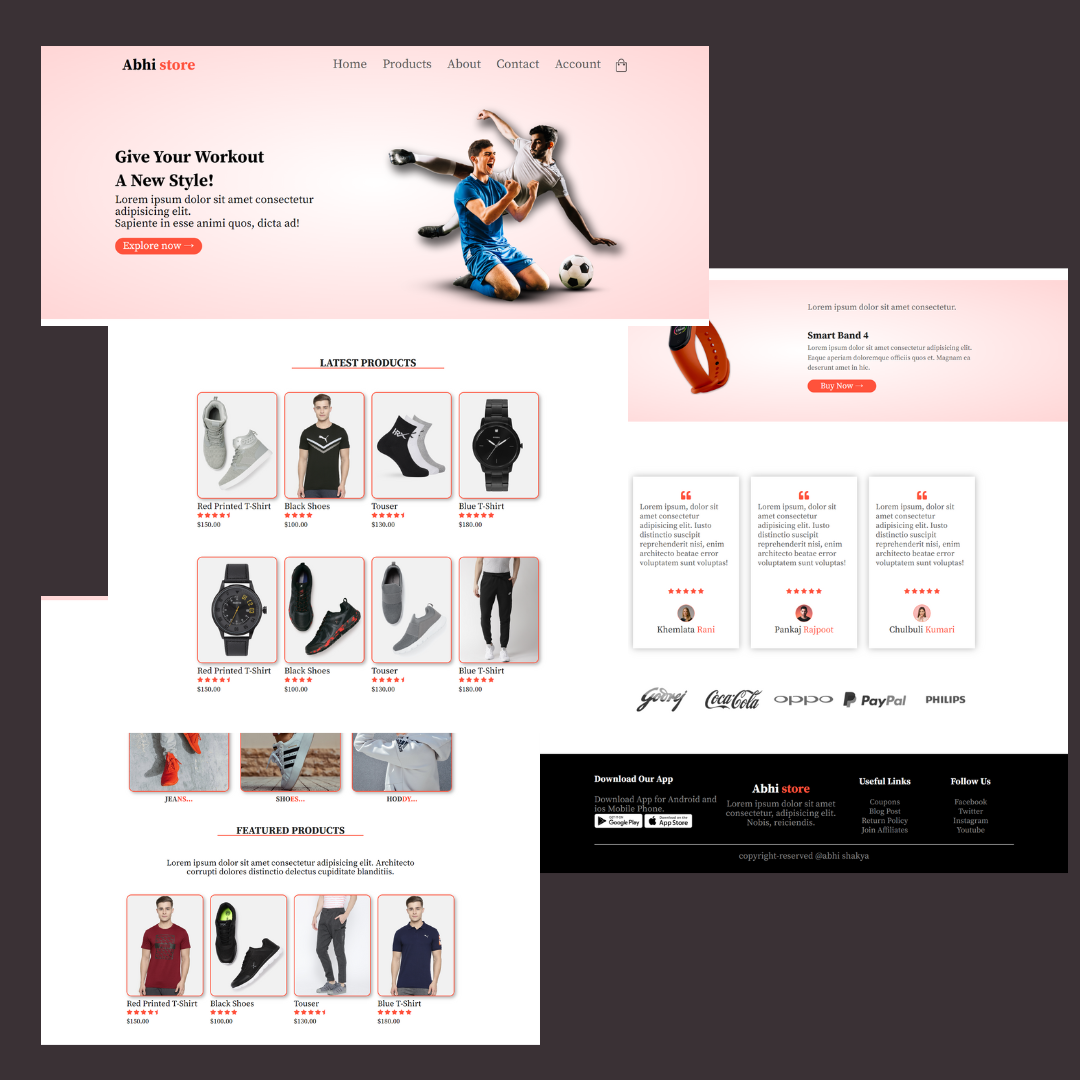 Abhi store
Home Products About Contact Account
Give Your Workout
A New Style!
Lorem ipsum dolor sit amet consectetur
adipisicing elit.
Sapiente in esse animi quos, dicta ad!
Explore now →
LATEST PRODUCTS
IRX
Red Printed T-Shirt
$150.00
Black Shoes
$100.00
Touser
$130.00
Blue T-Shirt
$180.00
Red Printed T-Shirt
$150.00
Black Shoes
$100.00
Touser
$130.00
Blue T-Shirt
$180.00
JEANS...
SHOES...
HODDY...
FEATURED PRODUCTS
Lorem ipsum dolor sit amet consectetur adipisicing elit. Architecto
corrupti dolores distinctio delectus cupiditate blanditiis.
Red Printed T-Shirt
$150.00
Black Shoes
$100.00
Touser
$130.00
Blue T-Shirt
$180.00
Lorem ipsum dolor sit amet consectetur.
Smart Band 4
Lorem ipsum dolor sit amet consectetur adipisicing elit.
Eaque aperiam doloremque officiis quos et. Magnam ea
deserunt amet in hic.
Buy Now →
Lorem ipsum, dolor sit
amet consectetur
adipisicing elit. Iusto
distinctio suscipit
reprehenderit nisi, enim
architecto beatae error
voluptatem sunt voluptas!
Khemlata Rani
Lorem ipsum, dolor sit
amet consectetur
adipisicing elit. Iusto
distinctio suscipit
reprehenderit nisi, enim
architecto beatae error
voluptatem sunt voluptas!
Pankaj Rajpoot
Lorem ipsum, dolor sit
amet consectetur
adipisicing elit. Iusto
distinctio suscipit
reprehenderit nisi, enim
architecto beatae error
voluptatem sunt voluptas!
Chulbuli Kumari
Godrej Coca-Cola oppo PayPal PHILIPS
Download Our App
Download App for Android and
ios Mobile Phone.
GET IT ON
Google Play
Download on the
App Store
Abhi store
Lorem ipsum dolor sit amet
consectetur, adipisicing elit.
Nobis, reiciendis.
Useful Links
Coupons
Blog Post
Return Policy
Join Affiliates
Follow Us
Facebook
Twitter
Instagram
Youtube
copyright-reserved @abhi shakya